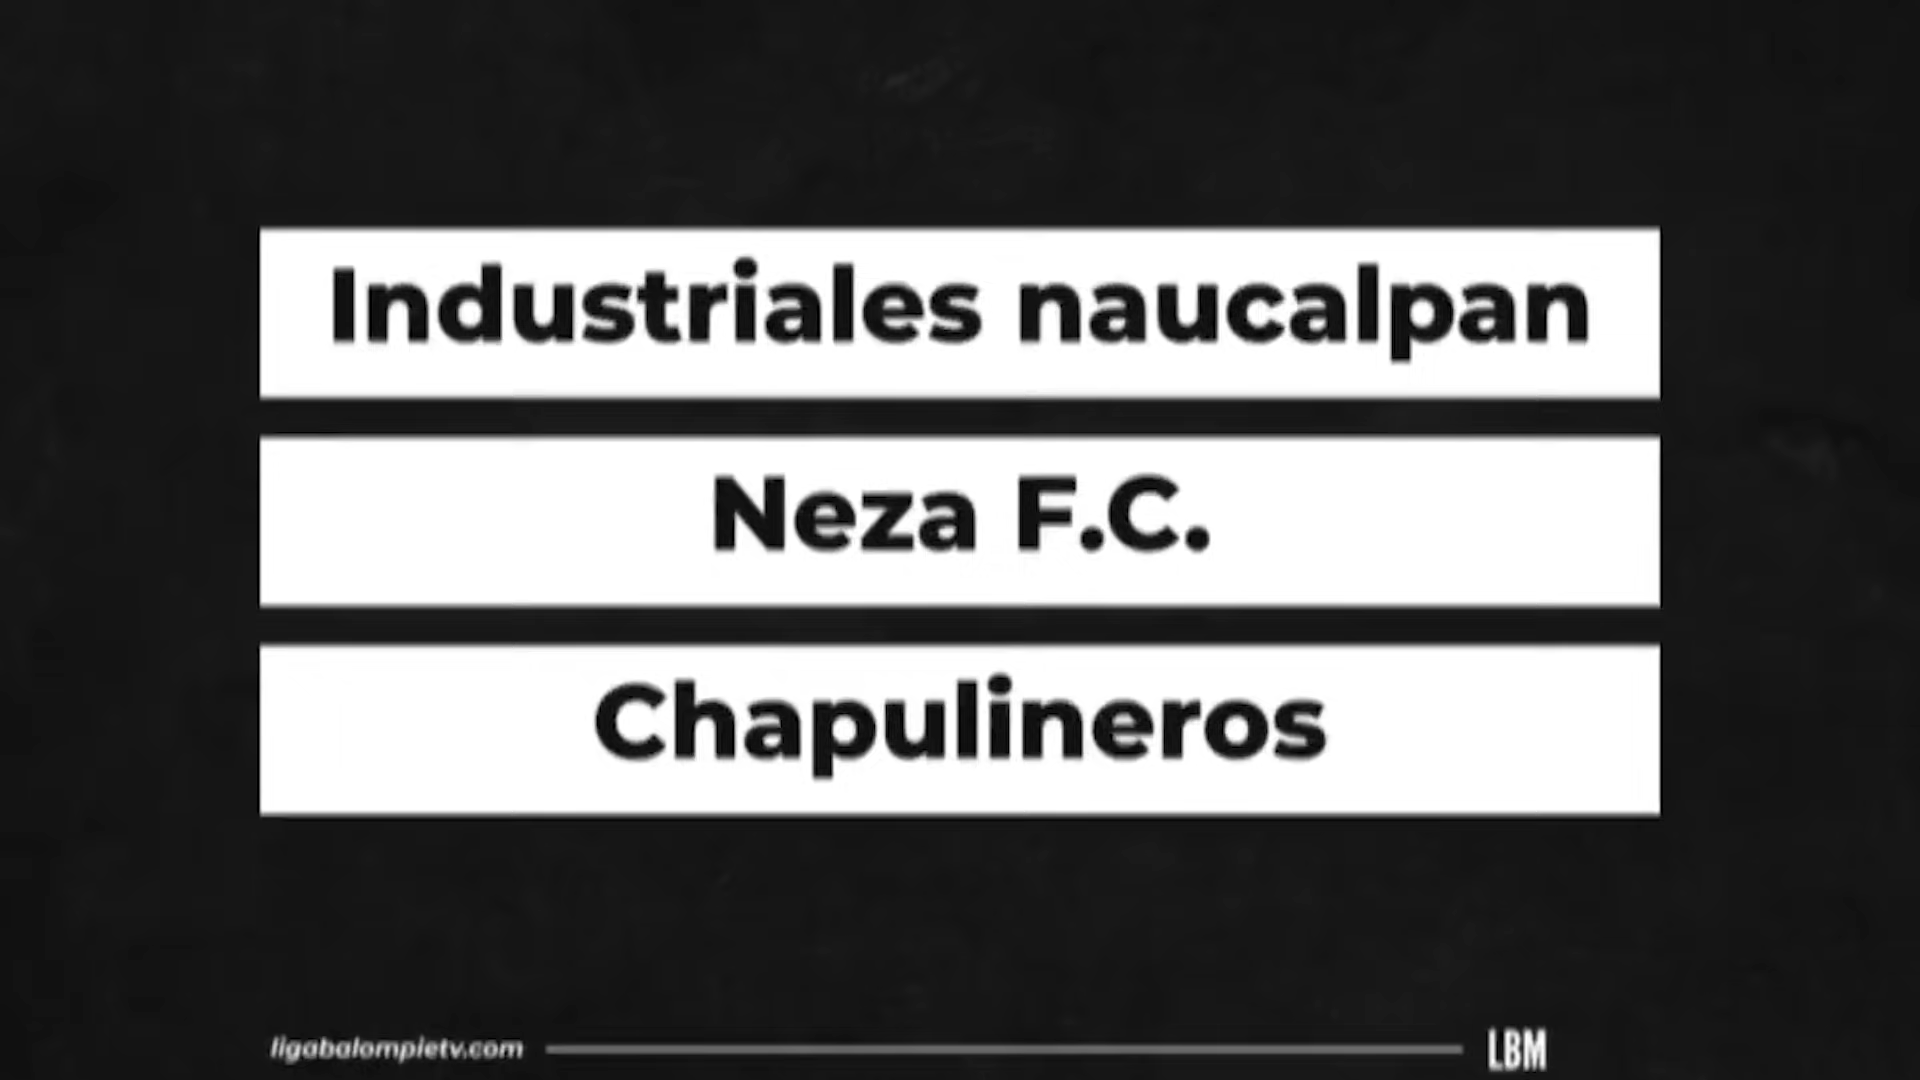 Industriales naucalpan
Neza F.C.
Chapulineros
ligabalompietv.com
LBM